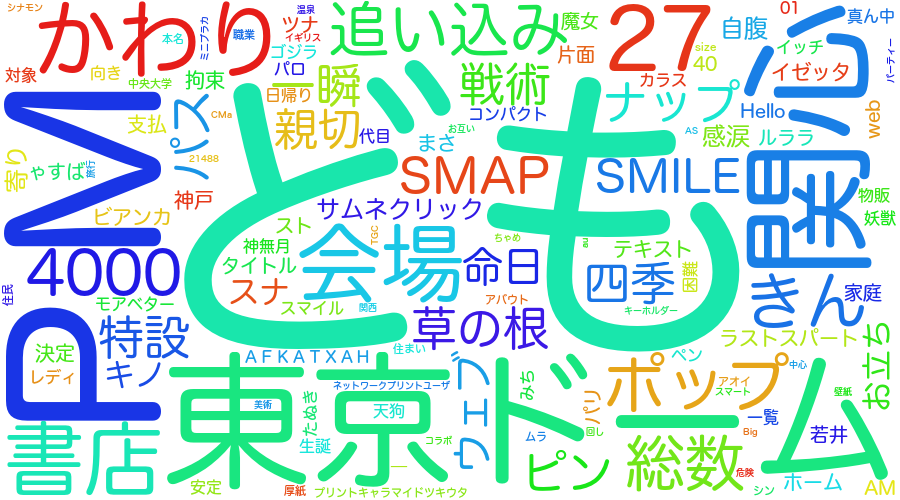 シナモン
かわり
ミニプラカ
職業
温泉
ツナ
イギリス
本名
ゴジラ
追い込み
魔女
片面
27
01
真ん中
自腹
イッチ
size
40
カラス
イゼッタ
パーティー
関心
対象
向き
中央大学
拘束
パロ
日帰り
一瞬
戦術
コンパクト
ナップ
Hello
web
PM
パス
支払
CMa
21488
親切
代目
まさ
お互い
AS
感涙
ルララ
ども
寄り
ゃすぱ
旅行
神戸
SMAP
SMILE
物販
妖獣
ビアンカ
サムネクリック
スト
TGC
ちゃめ
ne
神無月
タイトル
会場
命日
テキスト
四季
困難
きん
家庭
住民
4000
モアベター
スナ
スマイル
関西
アバウト
キーホルダー
草の根
特設
決定
レディ
キノ
AFKATXAH
住まい
ラストスパート
お立ち
ペン
中心
東京ドーム
美術
ネットワークプリントユーザ
ウェブ
みち
パリ
ポップ
アオイ
スマート
壁紙
一覧
書店
たぬき
天狗
生誕
コラボ
ムラ
回し
総数
Big
若井
安定
厚紙
プリントキャラマイドツキウタ
ピン
危険
シン
ホーム
AM